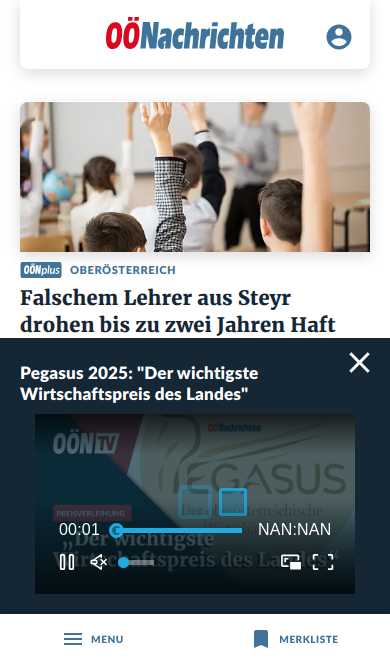 OÖNachrichten
OÖNplus OBERÖSTERREICH
Falschem Lehrer aus Steyr
drohen bis zu zwei Jahren Haft
Pegasus 2025: "Der wichtigste
Wirtschaftspreis des Landes"
OÖN TV
OÖNachrichten
PEGASUS
PREISVERLEIHUNG
Der oberösterreichische
00:01 NAN:NAN
„Der wichtigste
Wirtschaftspreis des Landes“
MENU MERKLISTE